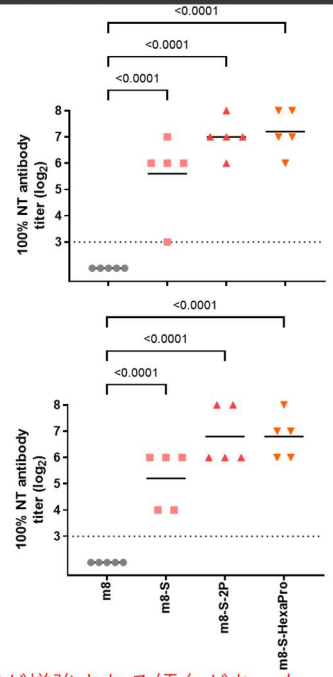 <0.0001
<0.0001
<0.0001
100% NT antibody
titer (log2)
8
7
6
5
4
3
<0.0001
<0.0001
<0.0001
100% NT antibody
titer (log2)
8
7
6
5
4
3
m8
m8-S
m8-S-2P
m8-S-HexaPro